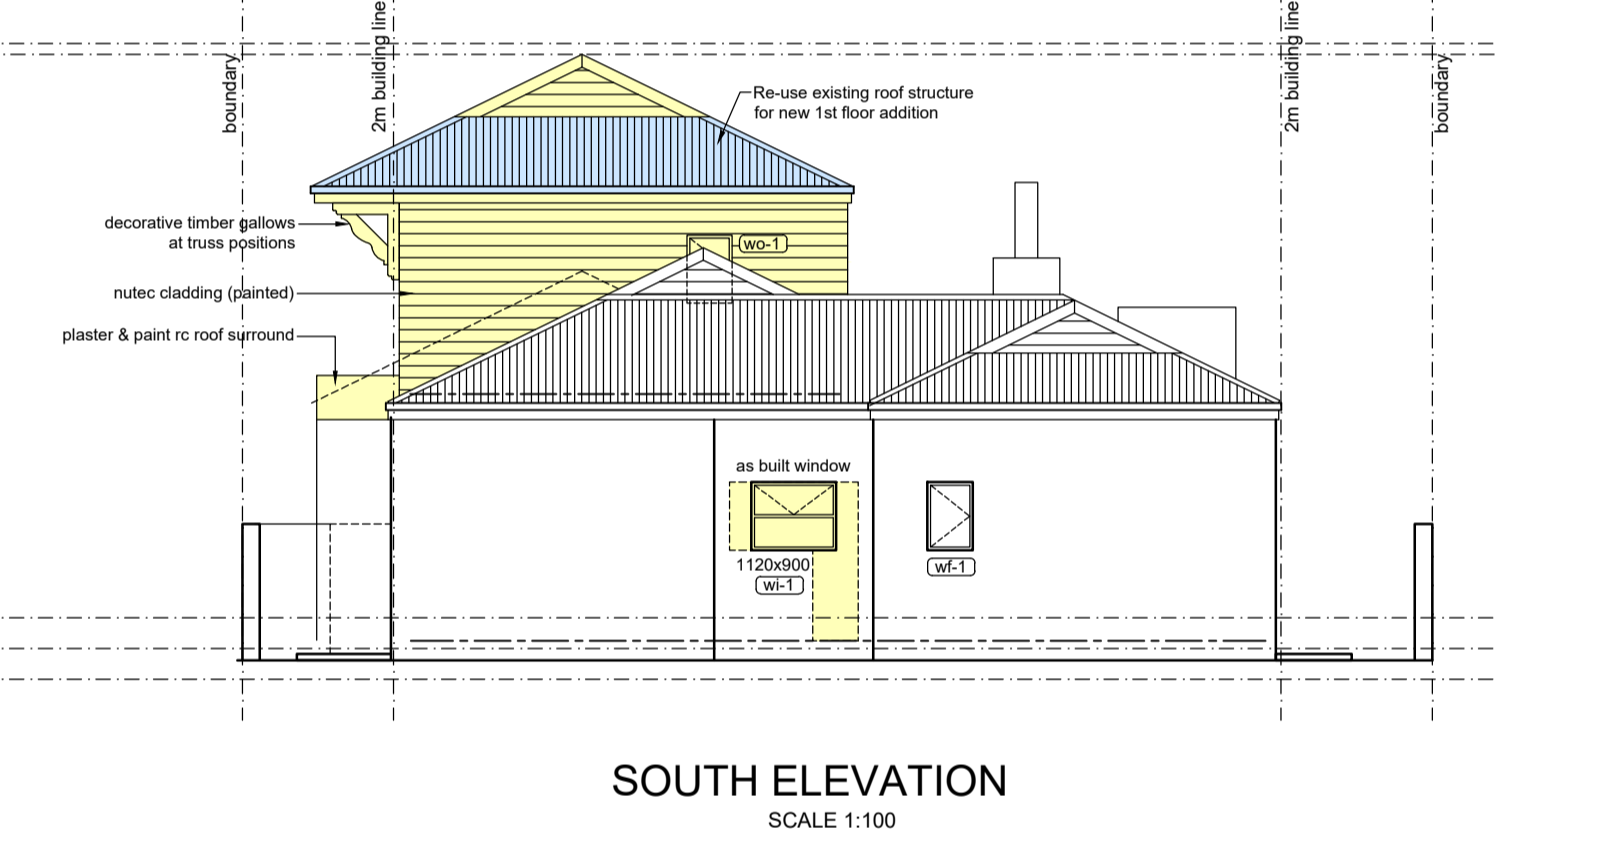 boundary
2m building line
2m building line
boundary
Re-use existing roof structure
for new 1st floor addition
decorative timber gallows
at truss positions
wo-1
nutec cladding (painted)
plaster & paint rc roof surround
as built window
1120x900
wi-1
wf-1
SOUTH ELEVATION
SCALE 1:100